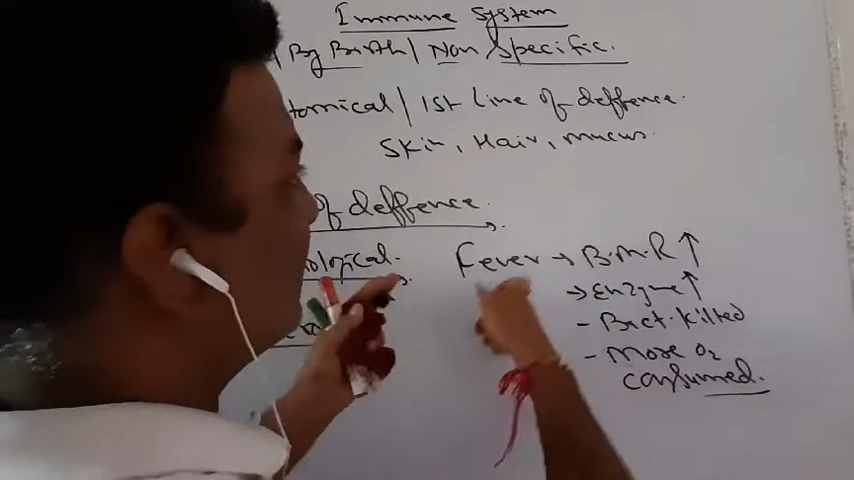 Immune System
By Birth / Non Specific.
tomical / 1st Line of deffence.
Skin, Hair, mucus.
of deffence.
ological.
Fever → B.M.R ↑
→ Enzyme ↑
- Bact. Killed
- More O2
Consumed.